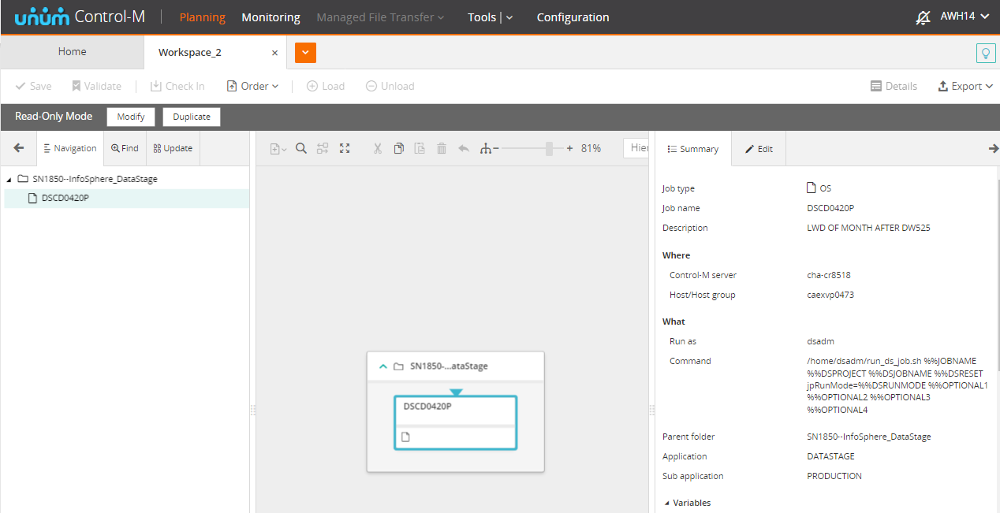 unum Control-M Planning Monitoring Managed File Transfer Tools Configuration AWH14
Home Workspace_2
Save Validate Check In Order Load Unload Details Export
Read-Only Mode Modify Duplicate
Navigation Find Update 81% Hier Summary Edit
SN1850--InfoSphere_DataStage
DSCD0420P
Job type OS
Job name DSCD0420P
Description LWD OF MONTH AFTER DW525
Where
Control-M server cha-cr8518
Host/Host group caexvp0473
What
Run as dsadm
Command /home/dsadm/run_ds_job.sh %%JOBNAME
%%DSPROJECT %%DSJOBNAME %%DSRESET
jpRunMode=%%DSRUNMODE %%OPTIONAL1
%%OPTIONAL2 %%OPTIONAL3
%%OPTIONAL4
Parent folder SN1850--InfoSphere_DataStage
Application DATASTAGE
Sub application PRODUCTION
Variables
SN1850-...ataStage
DSCD0420P